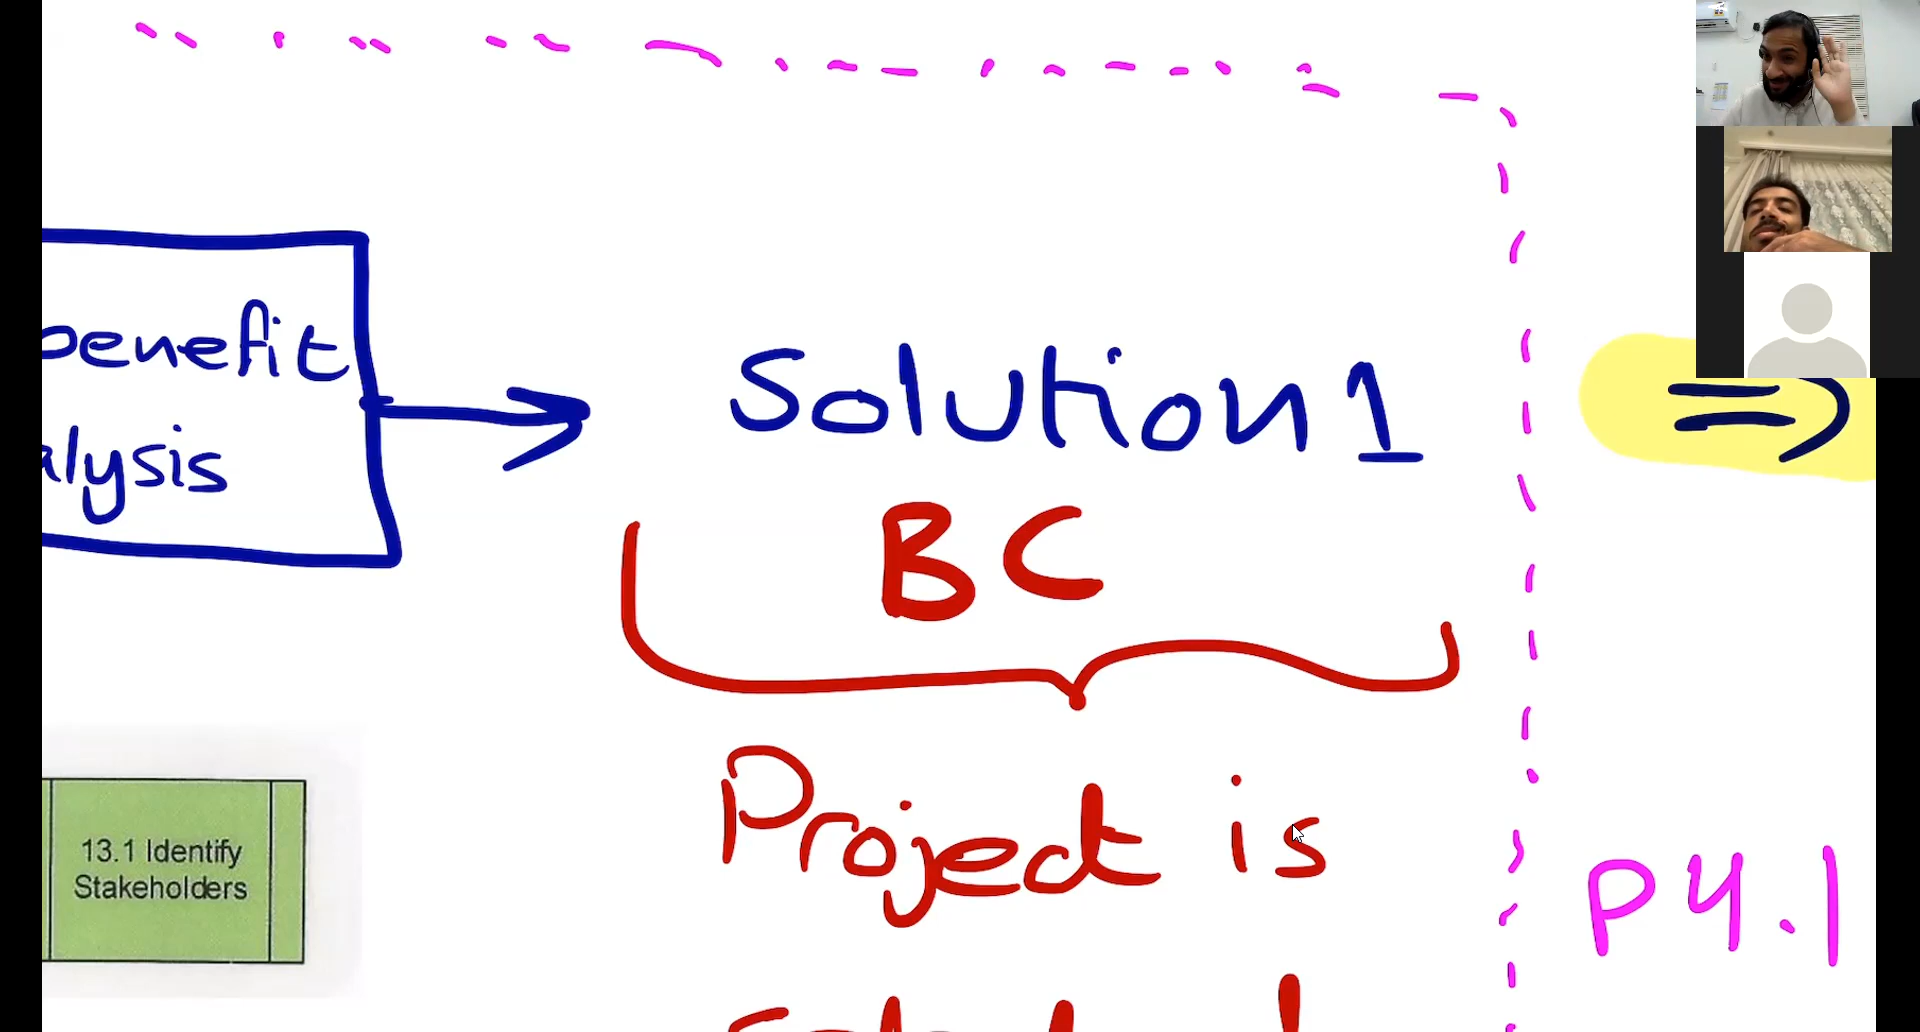 benefit
alysis
Solution 1
BC
Project is
13.1 Identify
Stakeholders
P4.1